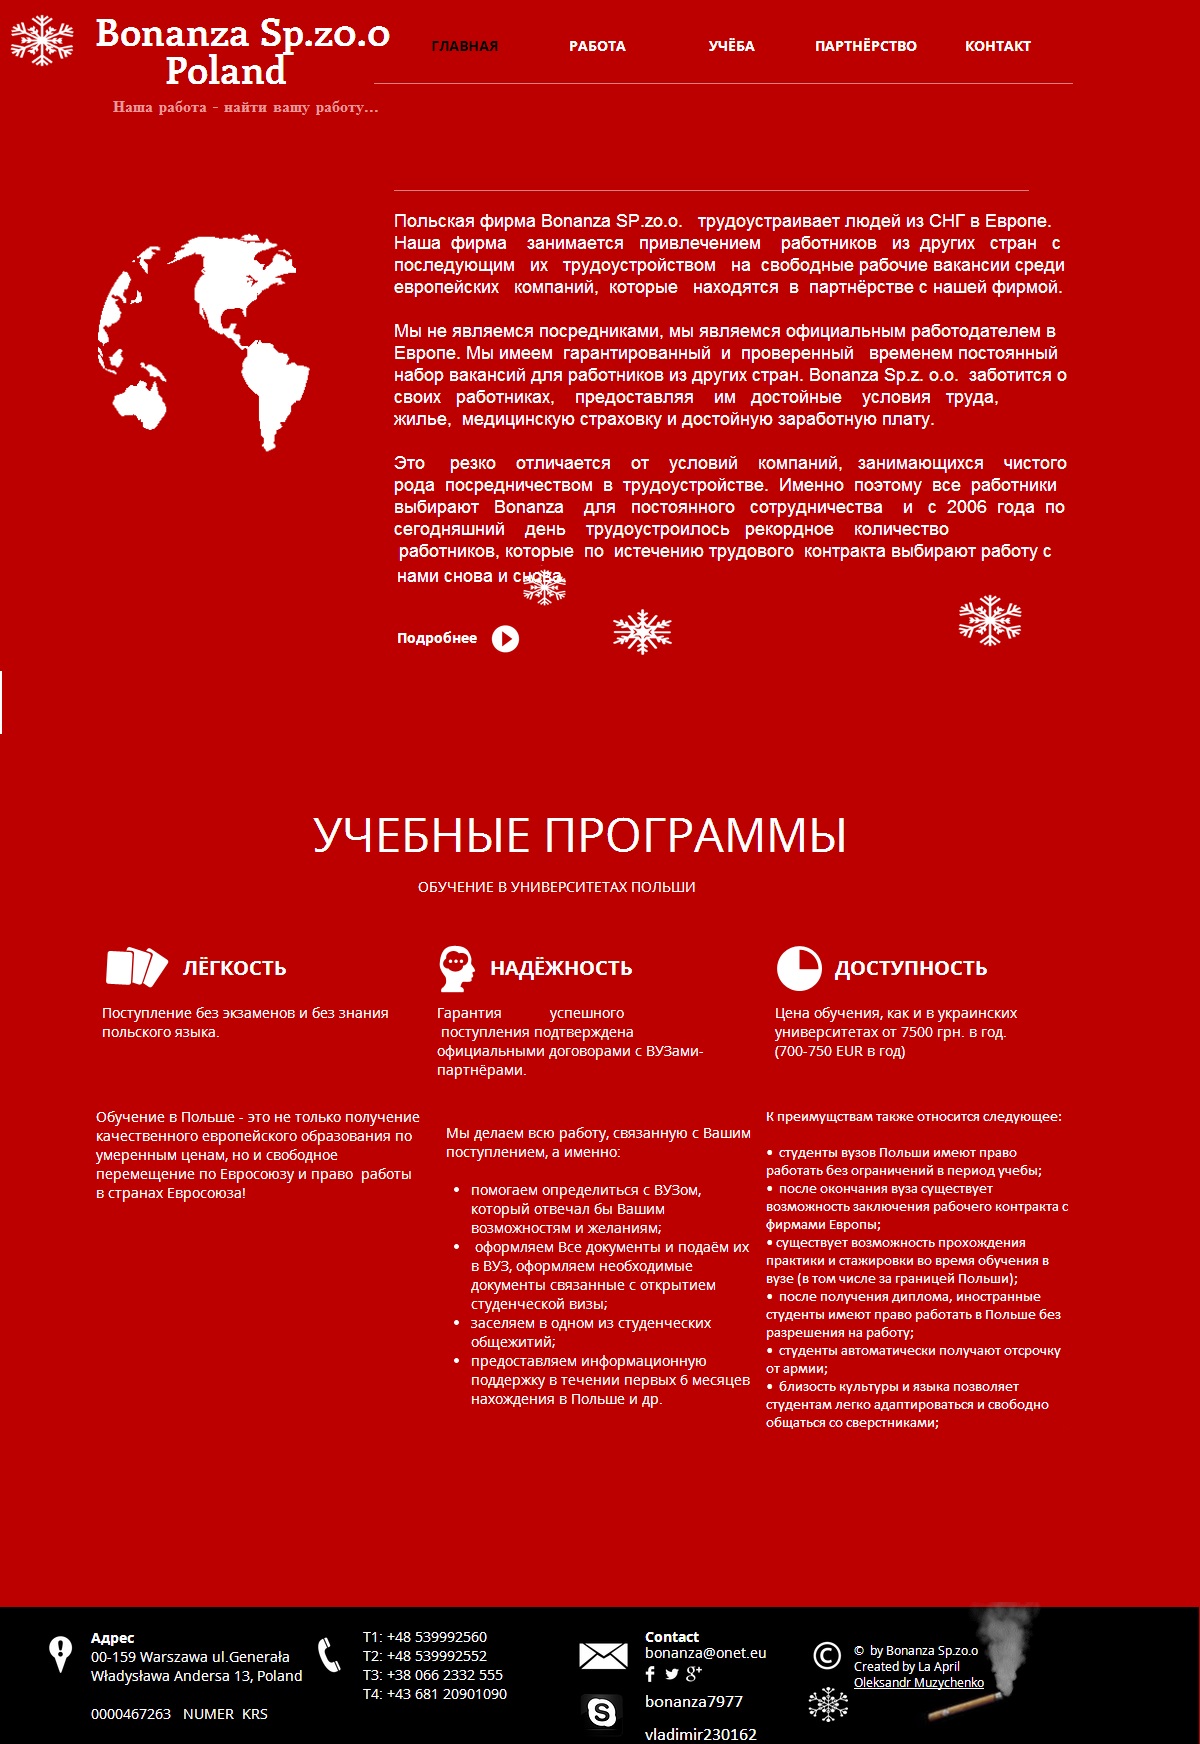 Bonanza Sp.zo.o
Poland
Наша работа - найти вашу работу...
ГЛАВНАЯ РАБОТА УЧЁБА ПАРТНЁРСТВО КОНТАКТ
Польская фирма Bonanza SP.zo.o. трудоустраивает людей из СНГ в Европе.
Наша фирма занимается привлечением работников из других стран с
последующим их трудоустройством на свободные рабочие вакансии среди
европейских компаний, которые находятся в партнёрстве с нашей фирмой.
Мы не являемся посредниками, мы являемся официальным работодателем в
Европе. Мы имеем гарантированный и проверенный временем постоянный
набор вакансий для работников из других стран. Bonanza Sp.z. o.o. заботится о
своих работниках, предоставляя им достойные условия труда,
жилье, медицинскую страховку и достойную заработную плату.
Это резко отличается от условий компаний, занимающихся чистого
рода посредничеством в трудоустройстве. Именно поэтому все работники
выбирают Bonanza для постоянного сотрудничества и с 2006 года по
сегодняшний день трудоустроилось рекордное количество
работников, которые по истечению трудового контракта выбирают работу с
нами снова и снова.
Подробнее
УЧЕБНЫЕ ПРОГРАММЫ
ОБУЧЕНИЕ В УНИВЕРСИТЕТАХ ПОЛЬШИ
ЛЁГКОСТЬ
Поступление без экзаменов и без знания
польского языка.
Обучение в Польше - это не только получение
качественного европейского образования по
умеренным ценам, но и свободное
перемещение по Евросоюзу и право работы
в странах Евросоюза!
НАДЁЖНОСТЬ
Гарантия успешного
поступления подтверждена
официальными договорами с ВУЗами-
партнёрами.
Мы делаем всю работу, связанную с Вашим
поступлением, а именно:
• помогаем определиться с ВУЗом,
который отвечал бы Вашим
возможностям и желаниям;
• оформляем Все документы и подаём их
в ВУЗ, оформляем необходимые
документы связанные с открытием
студенческой визы;
• заселяем в одном из студенческих
общежитий;
• предоставляем информационную
поддержку в течении первых 6 месяцев
нахождения в Польше и др.
ДОСТУПНОСТЬ
Цена обучения, как и в украинских
университетах от 7500 грн. в год.
(700-750 EUR в год)
К преимуществам также относится следующее:
• студенты вузов Польши имеют право
работать без ограничений в период учебы;
• после окончания вуза существует
возможность заключения рабочего контракта с
фирмами Европы;
• существует возможность прохождения
практики и стажировки во время обучения в
вузе (в том числе за границей Польши);
• после получения диплома, иностранные
студенты имеют право работать в Польше без
разрешения на работу;
• студенты автоматически получают отсрочку
от армии;
• близость культуры и языка позволяет
студентам легко адаптироваться и свободно
общаться со сверстниками;
Адрес
00-159 Warszawa ul.Generała
Władysława Andersa 13, Poland
0000467263 NUMER KRS
T1: +48 539992560
T2: +48 539992552
T3: +38 066 2332 555
T4: +43 681 20901090
Contact
bonanza@onet.eu
bonanza7977
vladimir230162
© by Bonanza Sp.zo.o
Created by La April
Oleksandr Muzychenko